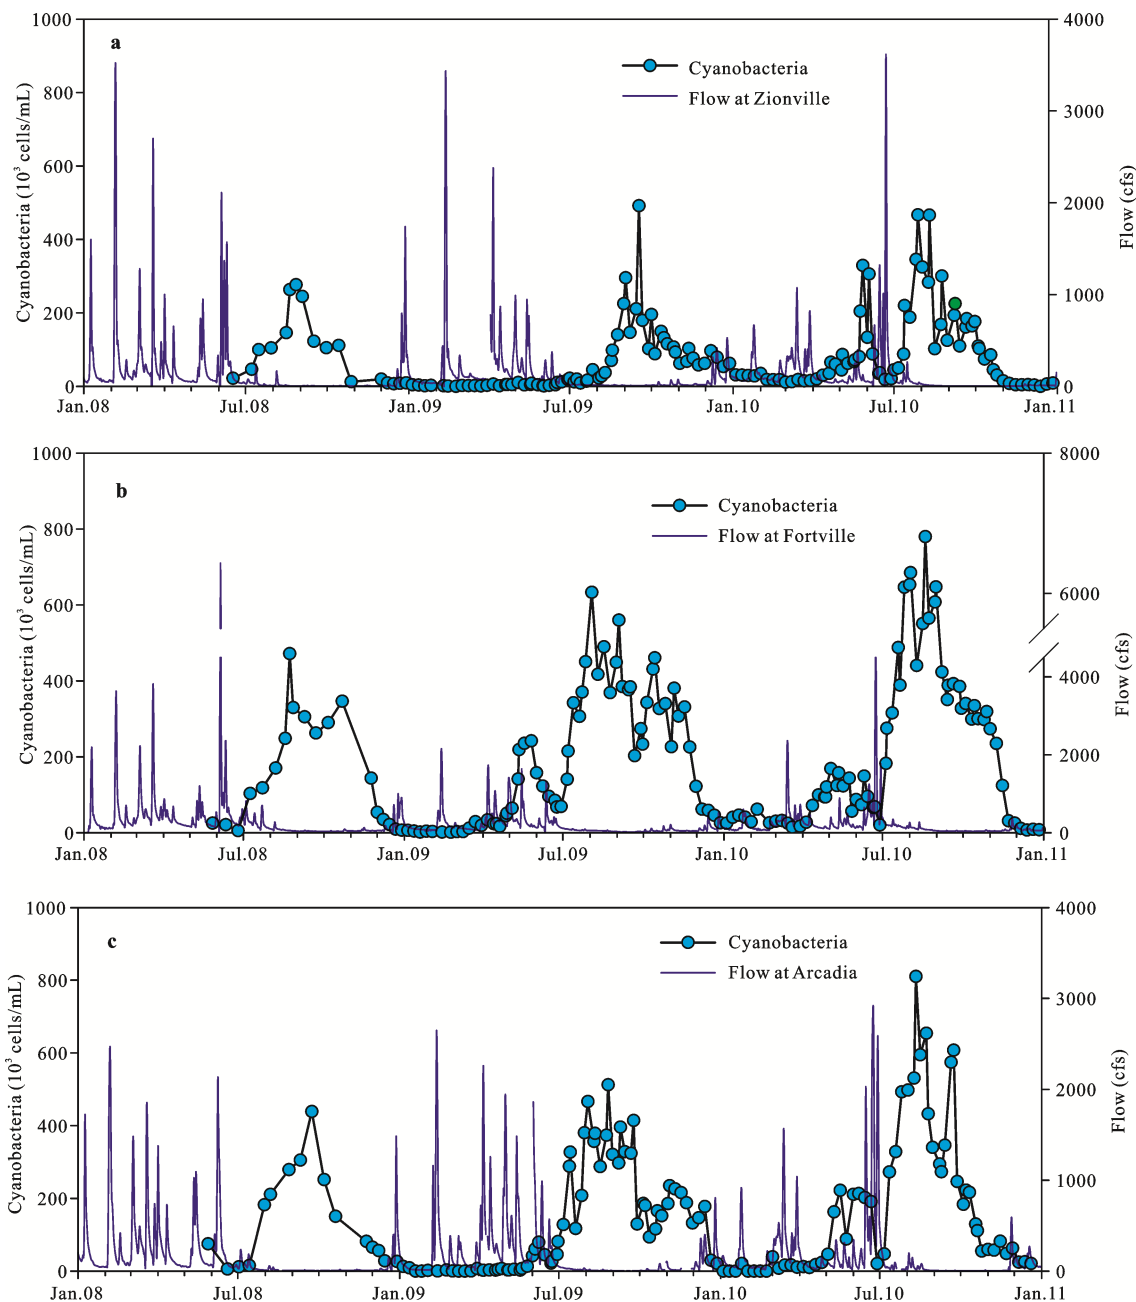 1000
800
600
400
200
0
Cyanobacteria (10³ cells/mL)
a
Cyanobacteria
Flow at Zionville
4000
3000
2000
1000
0
Flow (cfs)
Jan.08 Jul.08 Jan.09 Jul.09 Jan.10 Jul.10 Jan.11
1000
800
600
400
200
0
Cyanobacteria (10³ cells/mL)
b
Cyanobacteria
Flow at Fortville
8000
6000
4000
2000
0
Flow (cfs)
Jan.08 Jul.08 Jan.09 Jul.09 Jan.10 Jul.10 Jan.11
1000
800
600
400
200
0
Cyanobacteria (10³ cells/mL)
c
Cyanobacteria
Flow at Arcadia
4000
3000
2000
1000
0
Flow (cfs)
Jan.08 Jul.08 Jan.09 Jul.09 Jan.10 Jul.10 Jan.11